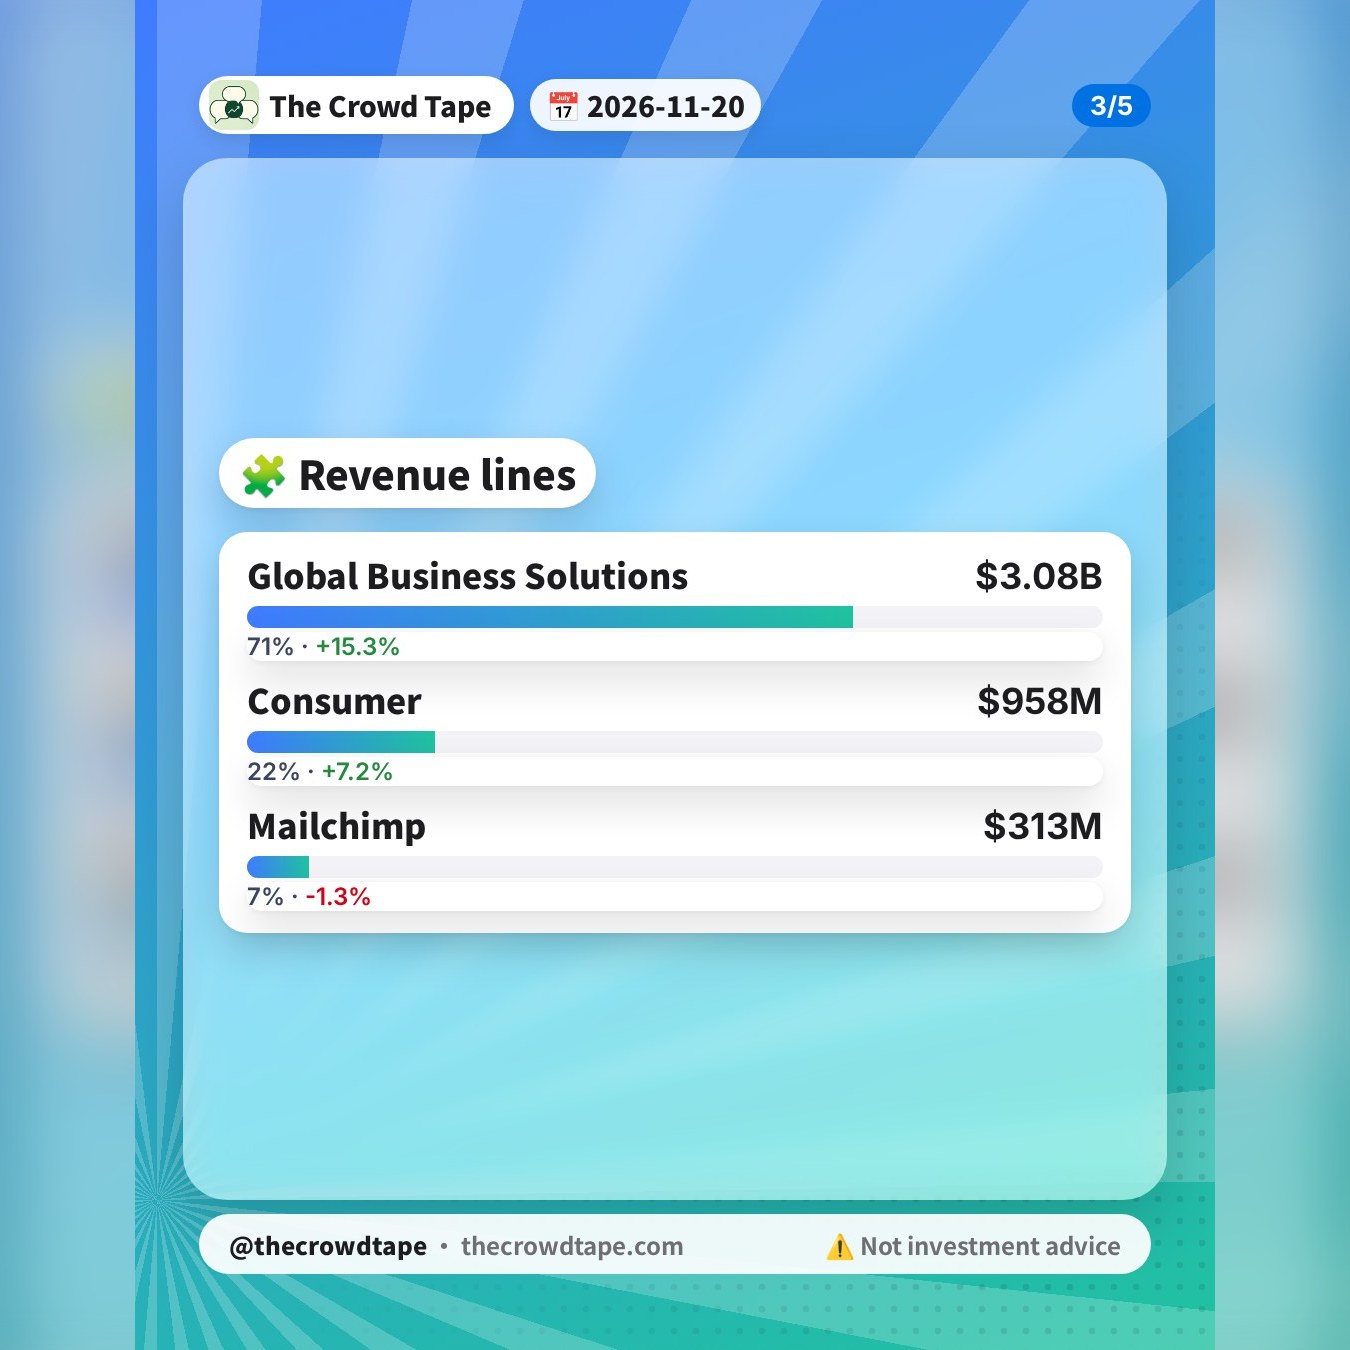 The Crowd Tape
2026-11-20
3/5
Revenue lines
Global Business Solutions $3.08B
71% · +15.3%
Consumer $958M
22% · +7.2%
Mailchimp $313M
7% · -1.3%
@thecrowdtape • thecrowdtape.com ⚠️ Not investment advice